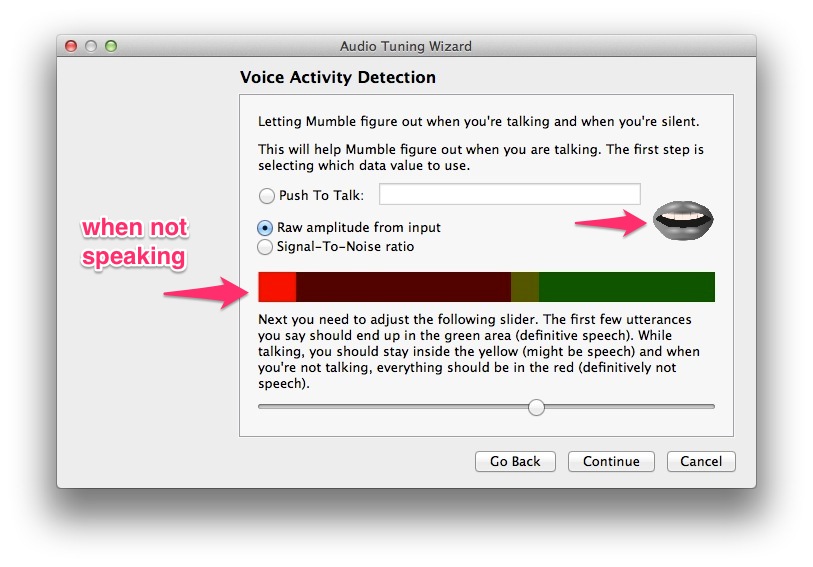 Audio Tuning Wizard
Voice Activity Detection
Letting Mumble figure out when you're talking and when you're silent.
This will help Mumble figure out when you are talking. The first step is
selecting which data value to use.
Push To Talk:
when not
speaking
Raw amplitude from input
Signal-To-Noise ratio
Next you need to adjust the following slider. The first few utterances
you say should end up in the green area (definitive speech). While
talking, you should stay inside the yellow (might be speech) and when
you're not talking, everything should be in the red (definitively not
speech).
Go Back
Continue
Cancel